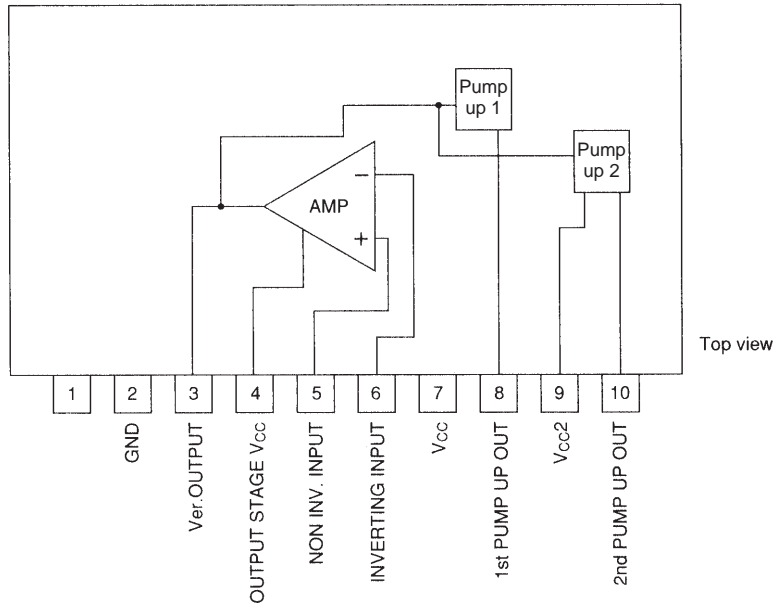 Pump
up 1
Pump
up 2
AMP
−
+
Top view
1
2
3
4
5
6
7
8
9
10
GND
Ver.OUTPUT
OUTPUT STAGE VCC
NON INV. INPUT
INVERTING INPUT
VCC
1st PUMP UP OUT
VCC2
2nd PUMP UP OUT